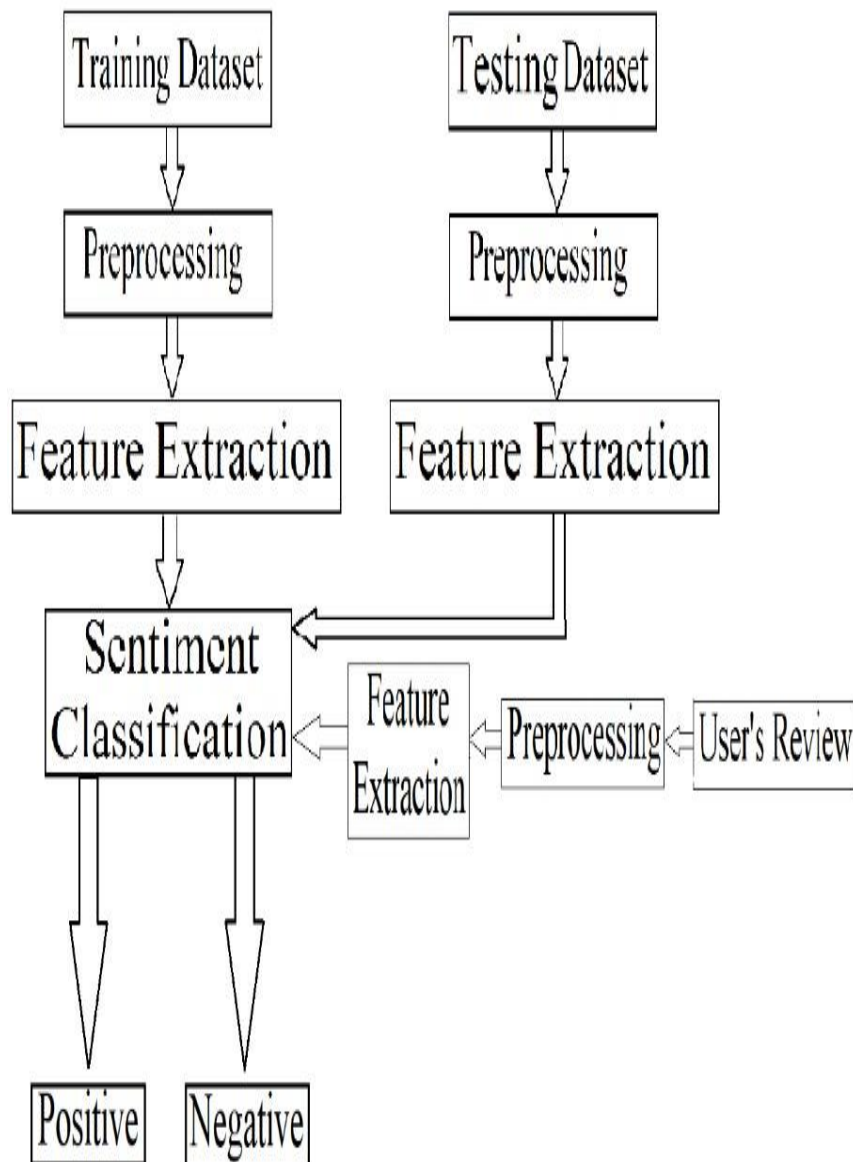 Training Dataset
Testing Dataset
Preprocessing
Preprocessing
Feature Extraction
Feature Extraction
Sentiment
Classification
Feature
Extraction
Preprocessing
User's Review
Positive
Negative